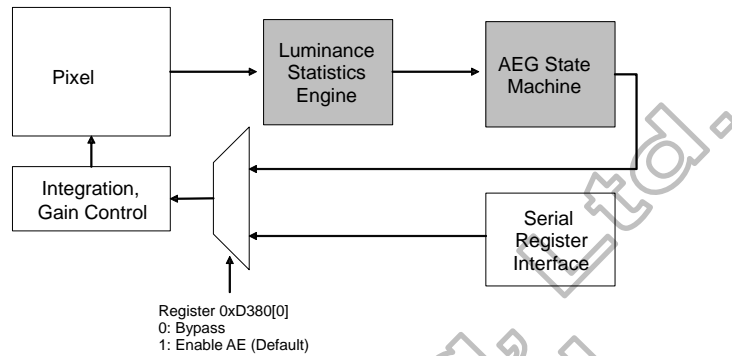 Pixel
Luminance
Statistics
Engine
AEG State
Machine
Integration,
Gain Control
Serial
Register
Interface
Register 0xD380[0]
0: Bypass
1: Enable AE (Default)
Ltd.